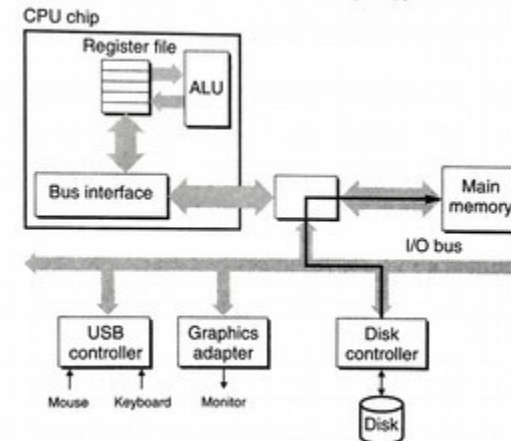 CPU chip
Register file
ALU
Bus interface
Main
memory
I/O bus
USB
controller
Graphics
adapter
Disk
controller
Mouse
Keyboard
Monitor
Disk